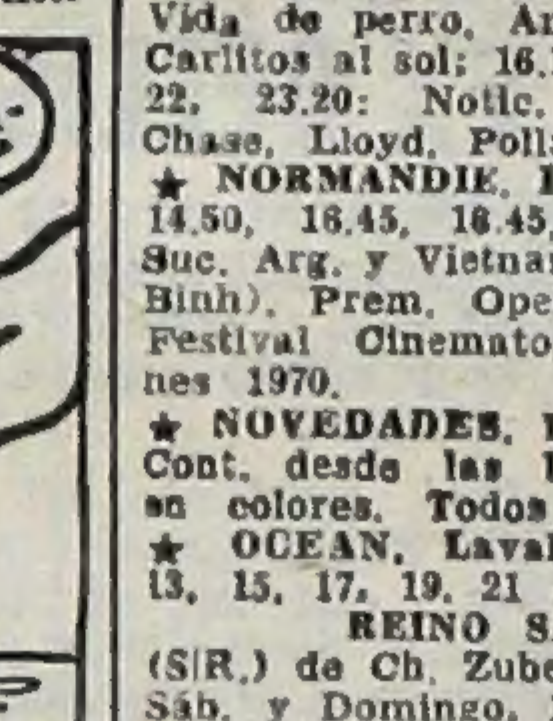 Vida de perro, An
Carlitos al sol; 16.
22, 23.20: Notic.
Chase, Lloyd, Poll
★ NORMANDIE,
14.50, 16.45, 18.45,
Suc. Arg. y Vietna
Binh). Prem. Ope
Festival Cinemato
nes 1970.
★ NOVEDADES,
Cont. desde las
en colores. Todos
★ OCEAN, Laval
13, 15, 17, 19, 21
REINO S
(S|R.) de Ch. Zube
Sáb. y Domingo.